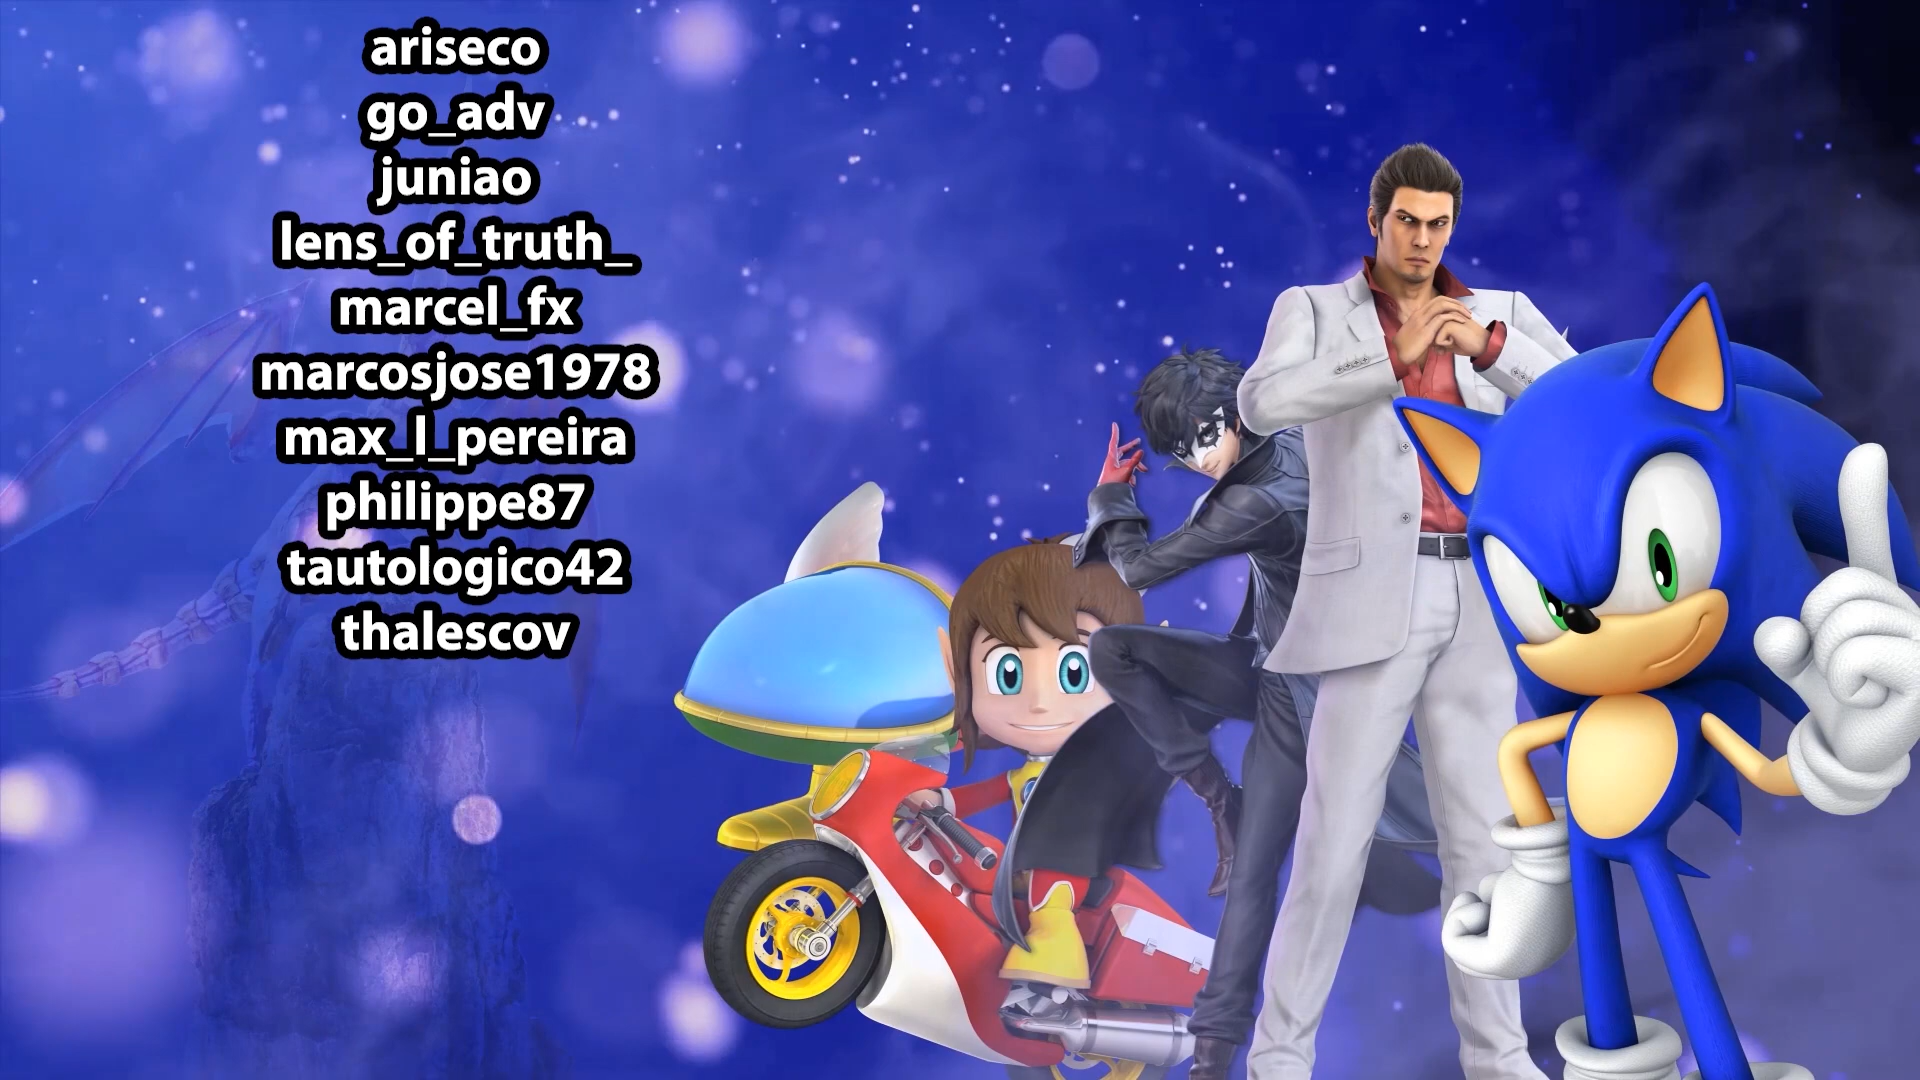 ariseco
go_adv
juniao
lens_of_truth_
marcel_fx
marcosjose1978
max_l_pereira
philippe87
tautologico42
thalescov